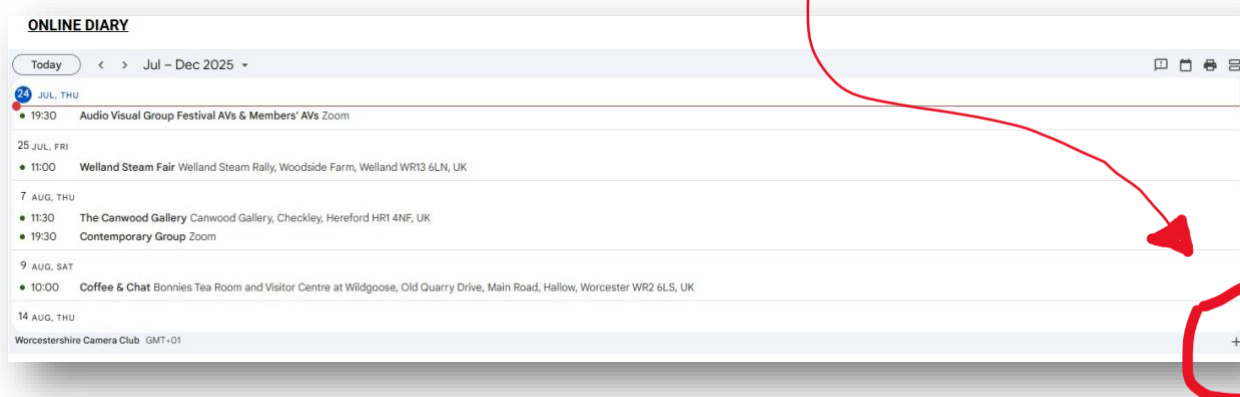 ONLINE DIARY
Today < > Jul – Dec 2025
24 JUL, THU
19:30 Audio Visual Group Festival AVs & Members' AVs Zoom
25 JUL, FRI
11:00 Welland Steam Fair Welland Steam Rally, Woodside Farm, Welland WR13 6LN, UK
7 AUG, THU
11:30 The Canwood Gallery Canwood Gallery, Checkley, Hereford HR1 4NF, UK
19:30 Contemporary Group Zoom
9 AUG, SAT
10:00 Coffee & Chat Bonnies Tea Room and Visitor Centre at Wildgoose, Old Quarry Drive, Main Road, Hallow, Worcester WR2 6LS, UK
14 AUG, THU
Worcestershire Camera Club GMT+01 +